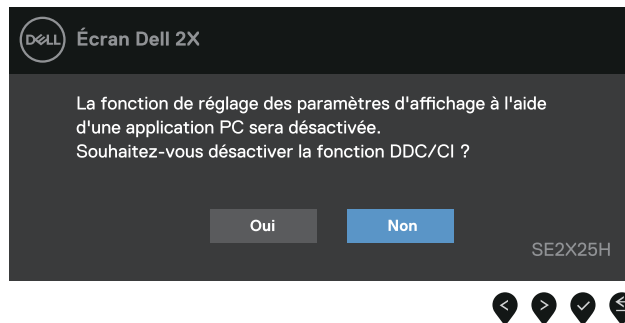 DELL Écran Dell 2X
La fonction de réglage des paramètres d'affichage à l'aide
d'une application PC sera désactivée.
Souhaitez-vous désactiver la fonction DDC/CI ?
Oui Non
SE2X25H